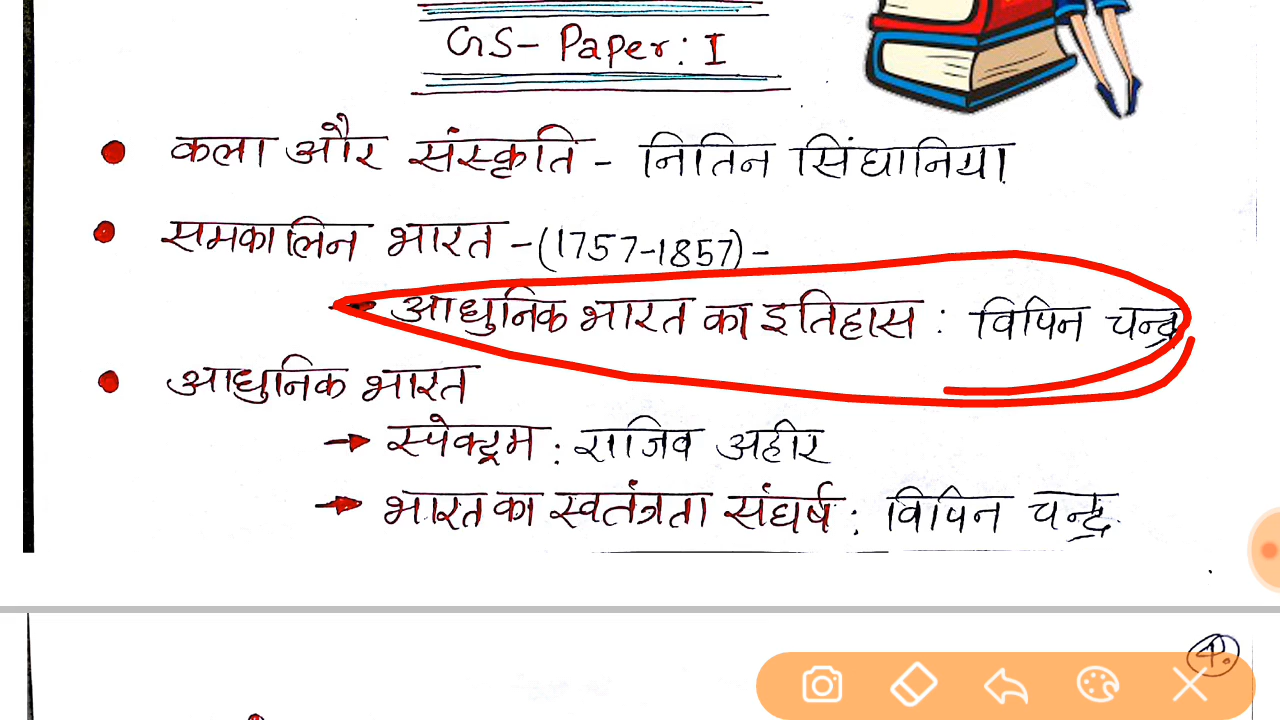 GS- Paper: I
• कला और संस्कृति - नितिन सिंघानिया
• समकालिन भारत -(1757-1857)-
→ आधुनिक भारत का इतिहास : विपिन चन्द्र
• आधुनिक भारत
→ स्पेक्ट्रम : राजिव अहीर
→ भारत का स्वतंत्रता संघर्ष : विपिन चन्द्र